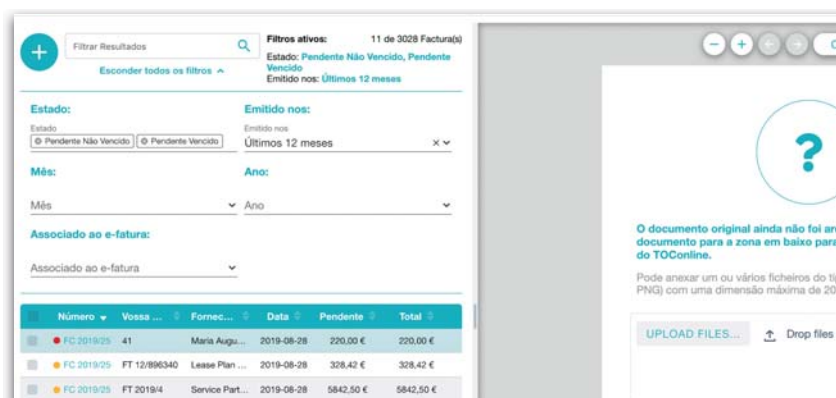 Filtrar Resultados
Esconder todos os filtros
Filtros ativos: 11 de 3028 Factura(s)
Estado: Pendente Não Vencido, Pendente
Vencido
Emitido nos: Últimos 12 meses
Estado: Emitido nos:
Estado Emitido nos
Pendente Não Vencido Pendente Vencido Últimos 12 meses
Mês: Ano:
Mês Ano
Associado ao e-fatura:
Associado ao e-fatura
Número Vossa ... Fornec... Data Pendente Total
FC 2019/25 41 Maria Augu... 2019-08-28 220,00 € 220,00 €
FC 2019/25 FT 12/896340 Lease Plan ... 2019-08-28 328,42 € 328,42 €
FC 2019/25 FT 2019/4 Service Part... 2019-08-28 5842,50 € 5842,50 €
?
O documento original ainda não foi
documento para a zona em baixo para
do TOConline.
Pode anexar um ou vários ficheiros do
PNG) com uma dimensão máxima de 20
UPLOAD FILES... Drop files